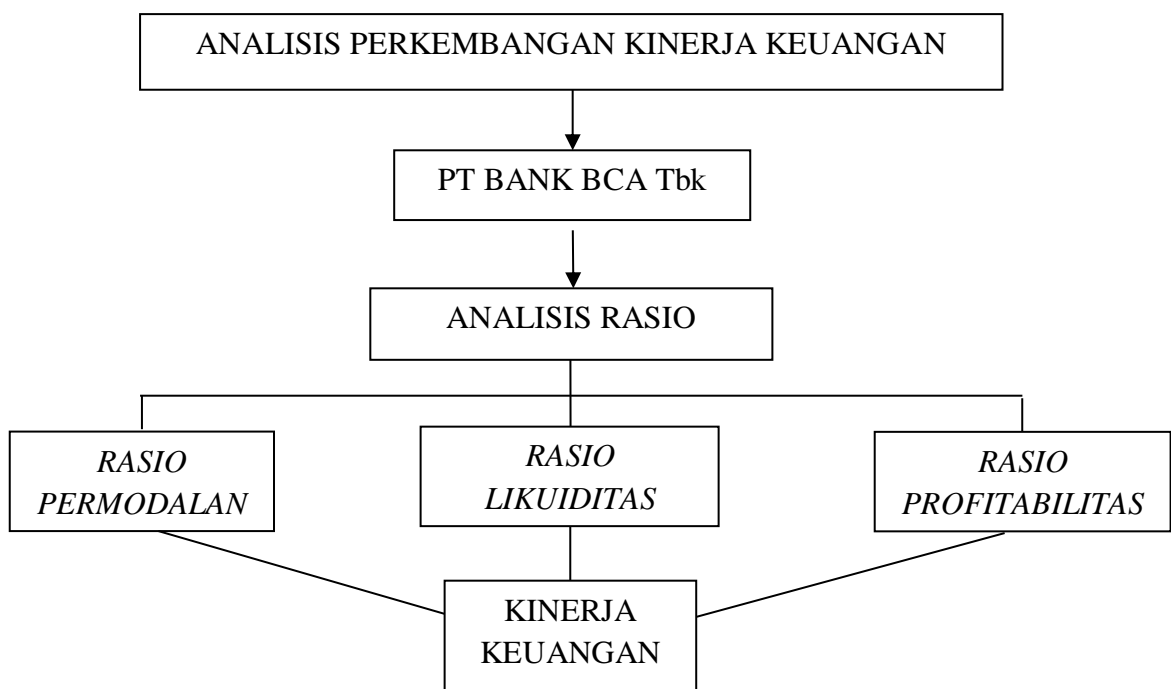 ANALISIS PERKEMBANGAN KINERJA KEUANGAN
PT BANK BCA Tbk
ANALISIS RASIO
RASIO
PERMODALAN
RASIO
LIKUIDITAS
RASIO
PROFITABILITAS
KINERJA
KEUANGAN